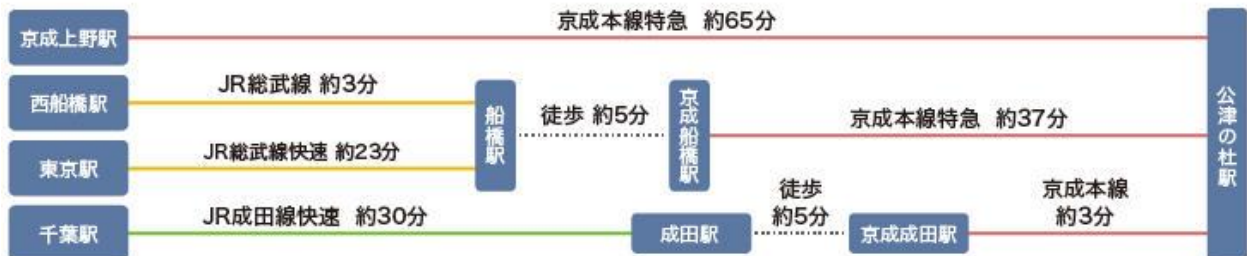 京成上野駅
京成本線特急 約65分
西船橋駅
JR総武線 約3分
東京駅
JR総武線快速 約23分
船橋駅
徒歩 約5分
京成船橋駅
京成本線特急 約37分
千葉駅
JR成田線快速 約30分
成田駅
徒歩
約5分
京成成田駅
京成本線
約3分
公津の杜駅